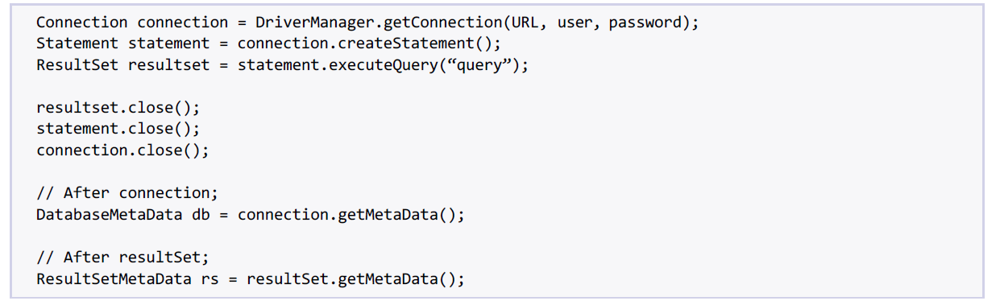 Connection connection = DriverManager.getConnection(URL, user, password);
Statement statement = connection.createStatement();
ResultSet resultset = statement.executeQuery(“query”);
resultset.close();
statement.close();
connection.close();
// After connection;
DatabaseMetaData db = connection.getMetaData();
// After resultSet;
ResultSetMetaData rs = resultSet.getMetaData();